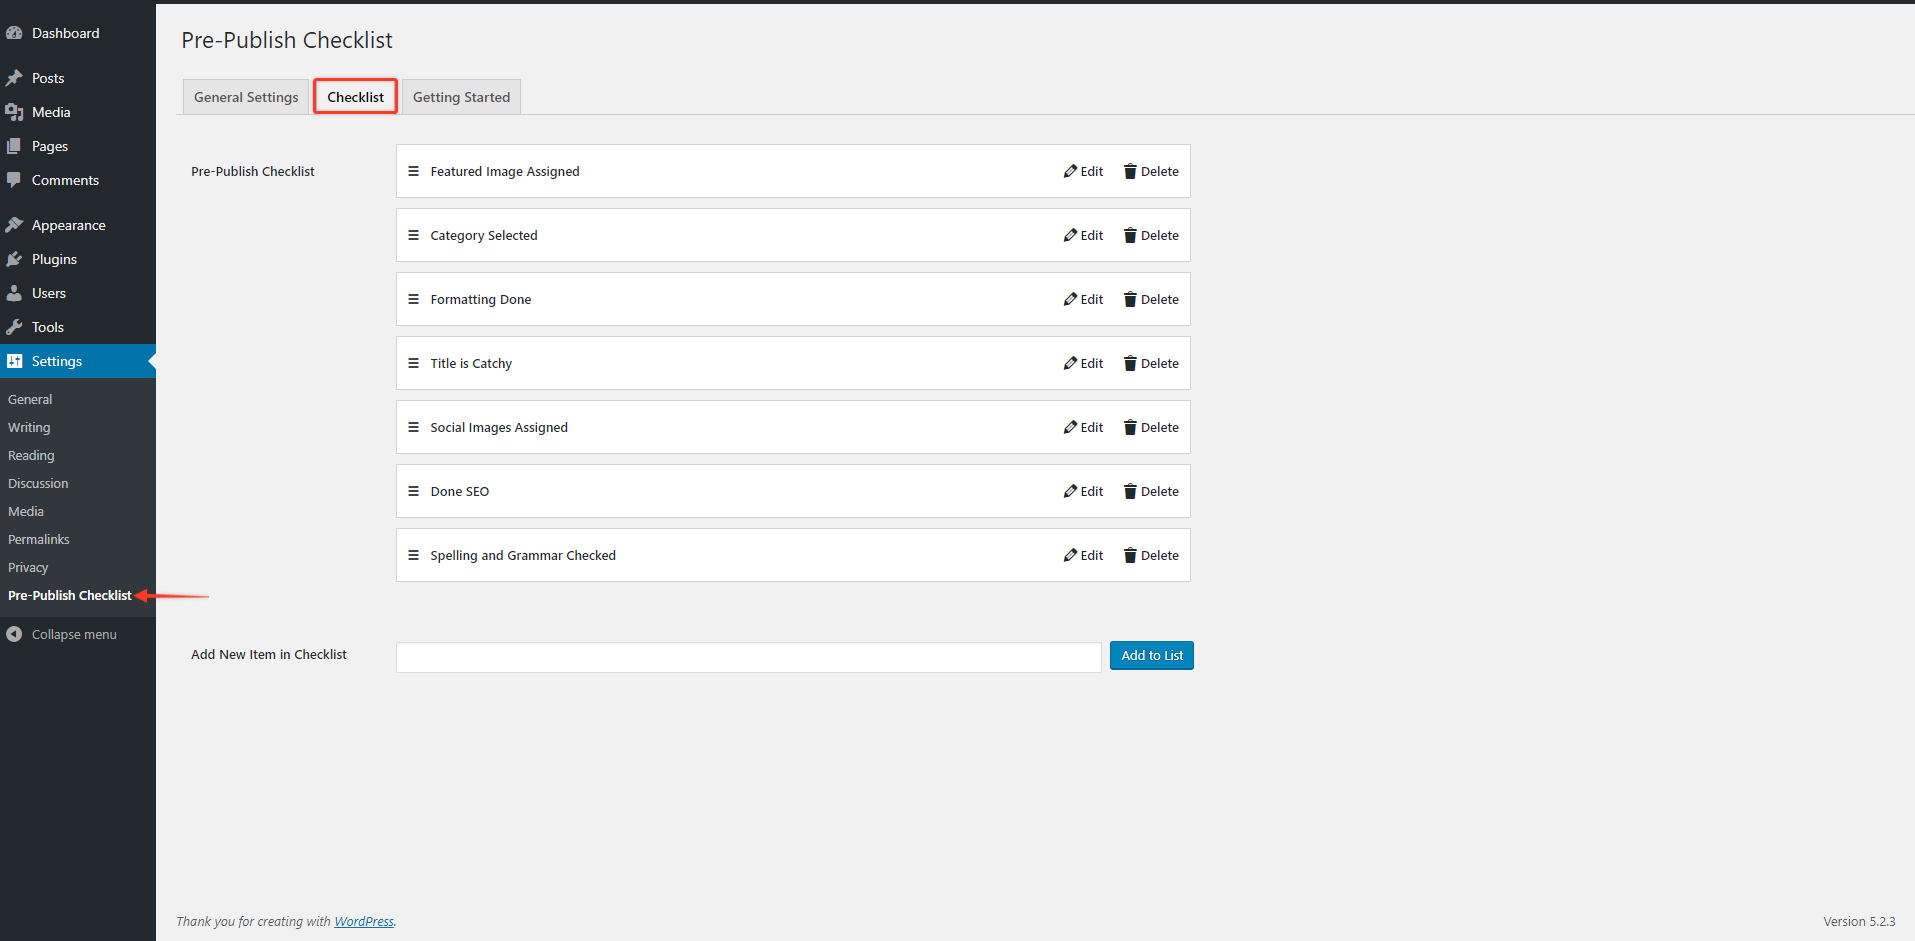 Dashboard
Posts
Media
Pages
Comments
Appearance
Plugins
Users
Tools
Settings
General
Writing
Reading
Discussion
Media
Permalinks
Privacy
Pre-Publish Checklist
Collapse menu
Pre-Publish Checklist
General Settings Checklist Getting Started
Pre-Publish Checklist
Featured Image Assigned Edit Delete
Category Selected Edit Delete
Formatting Done Edit Delete
Title is Catchy Edit Delete
Social Images Assigned Edit Delete
Done SEO Edit Delete
Spelling and Grammar Checked Edit Delete
Add New Item in Checklist Add to List
Thank you for creating with WordPress. Version 5.2.3